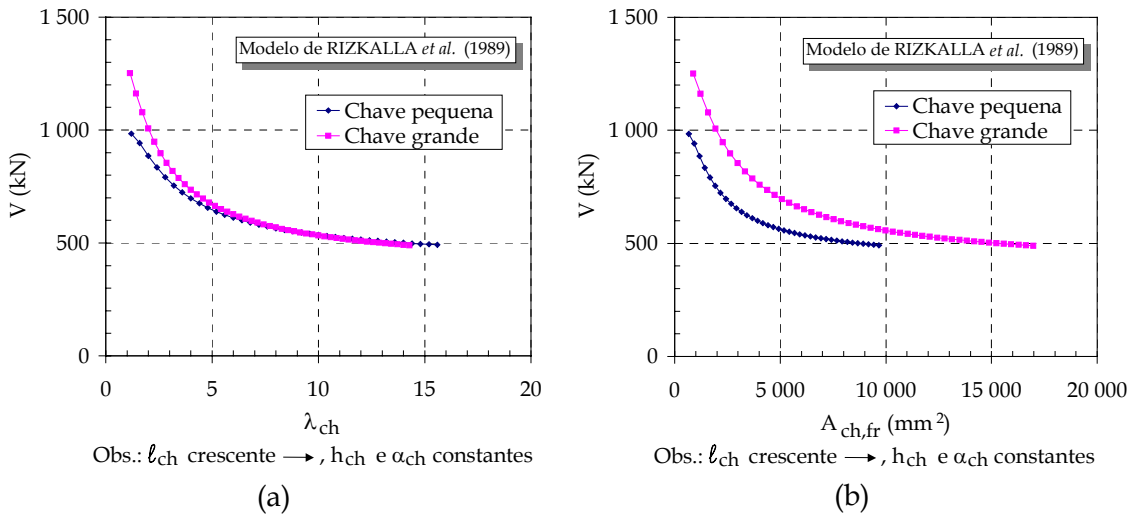 1 500
Modelo de RIZKALLA et al. (1989)
Chave pequena
Chave grande
1 000
V (kN)
500
0
0 5 10 15 20
λch
Obs.: ℓch crescente → , hch e αch constantes
(a)
1 500
Modelo de RIZKALLA et al. (1989)
Chave pequena
Chave grande
1 000
V (kN)
500
0
0 5 000 10 000 15 000 20 000
Ach,fr (mm²)
Obs.: ℓch crescente → , hch e αch constantes
(b)